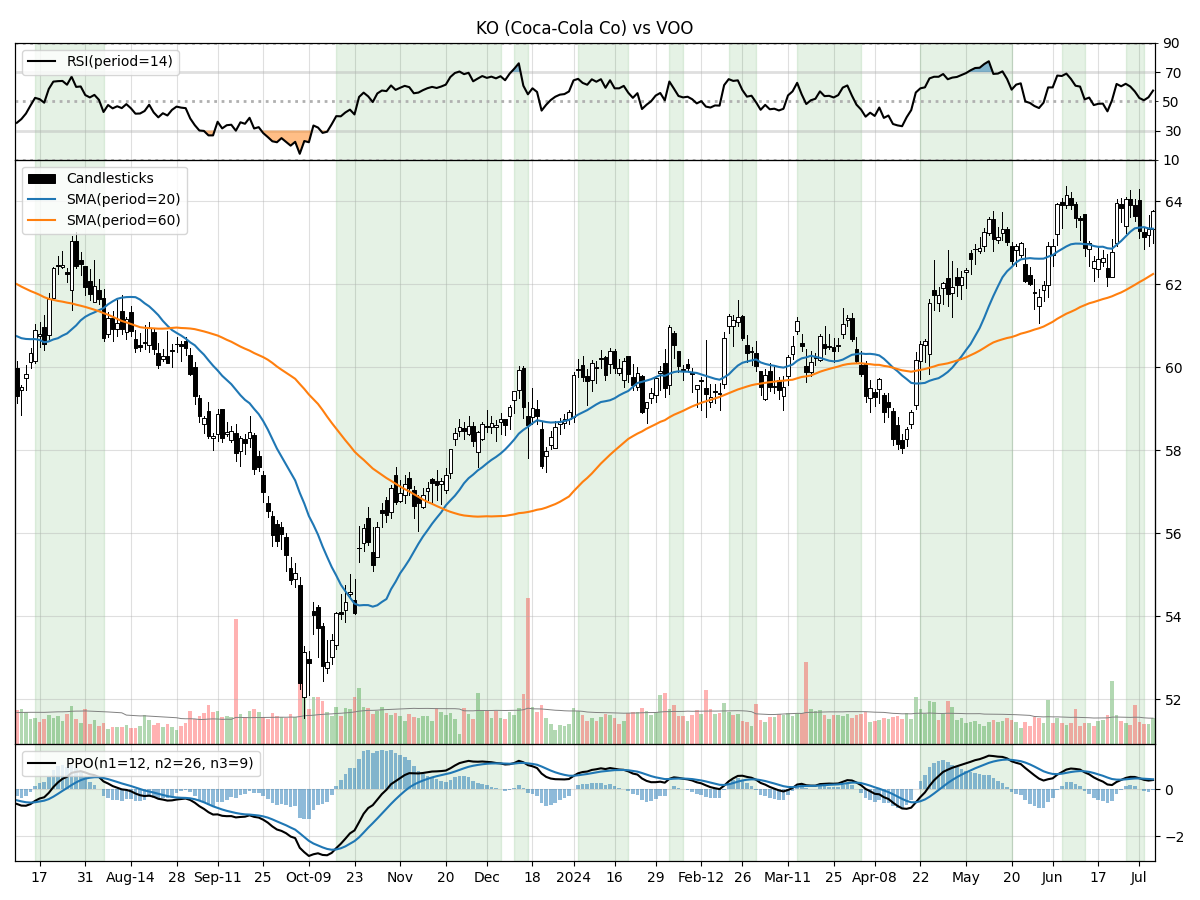 KO (Coca-Cola Co) vs VOO
RSI(period=14)
90
70
50
30
10
Candlesticks
SMA(period=20)
SMA(period=60)
64
62
60
58
56
54
52
PPO(n1=12, n2=26, n3=9)
0
−2
17 31 Aug-14 28 Sep-11 25 Oct-09 23 Nov 20 Dec 18 2024 16 29 Feb-12 26 Mar-11 25 Apr-08 22 May 20 Jun 17 Jul